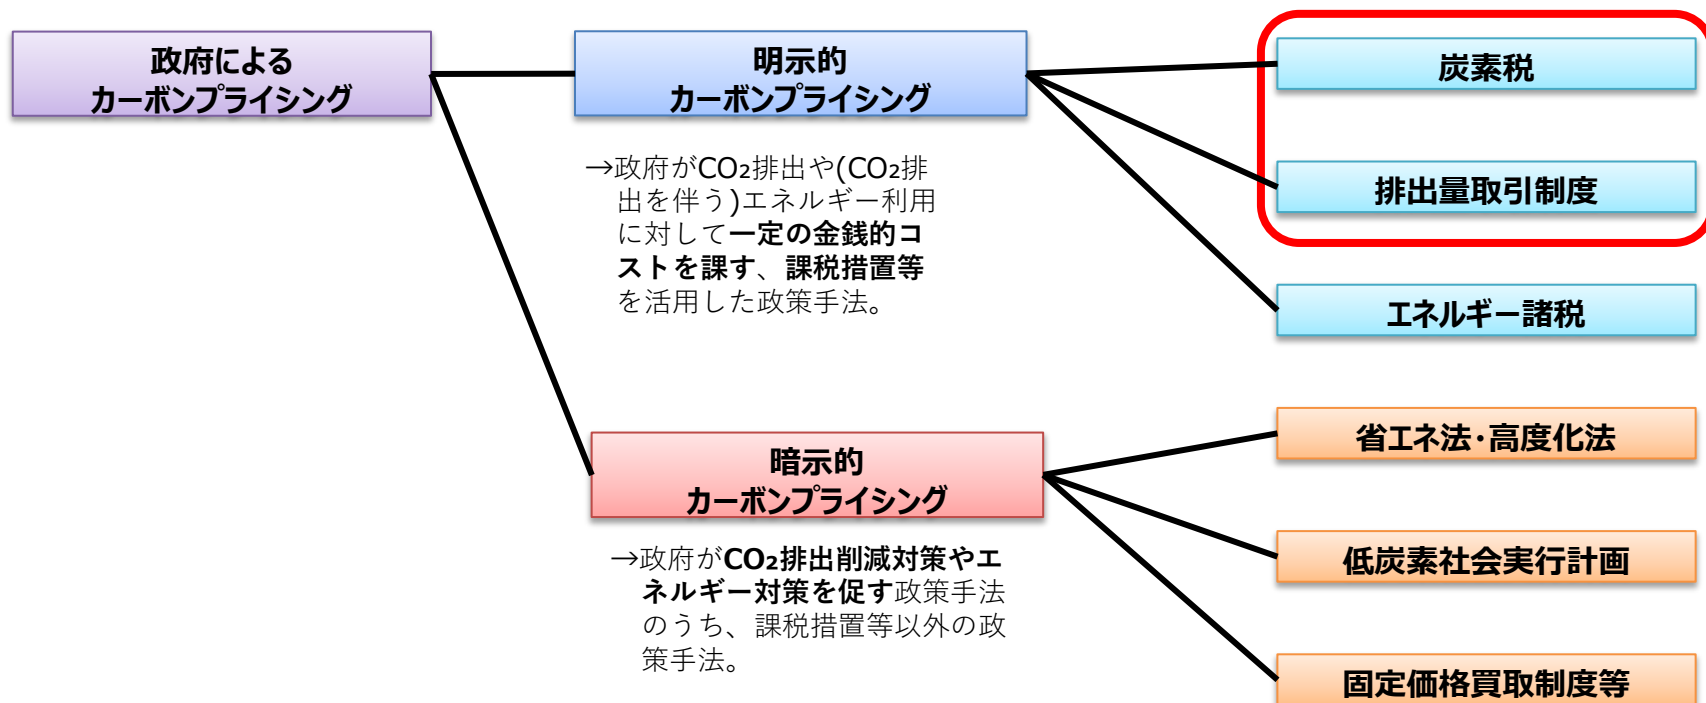 政府による
カーボンプライシング
明示的
カーボンプライシング
→政府がCO₂排出や(CO₂排
出を伴う)エネルギー利用
に対して一定の金銭的コ
ストを課す、課税措置等
を活用した政策手法。
炭素税
排出量取引制度
エネルギー諸税
暗示的
カーボンプライシング
→政府がCO₂排出削減対策やエ
ネルギー対策を促す政策手法
のうち、課税措置等以外の政
策手法。
省エネ法・高度化法
低炭素社会実行計画
固定価格買取制度等